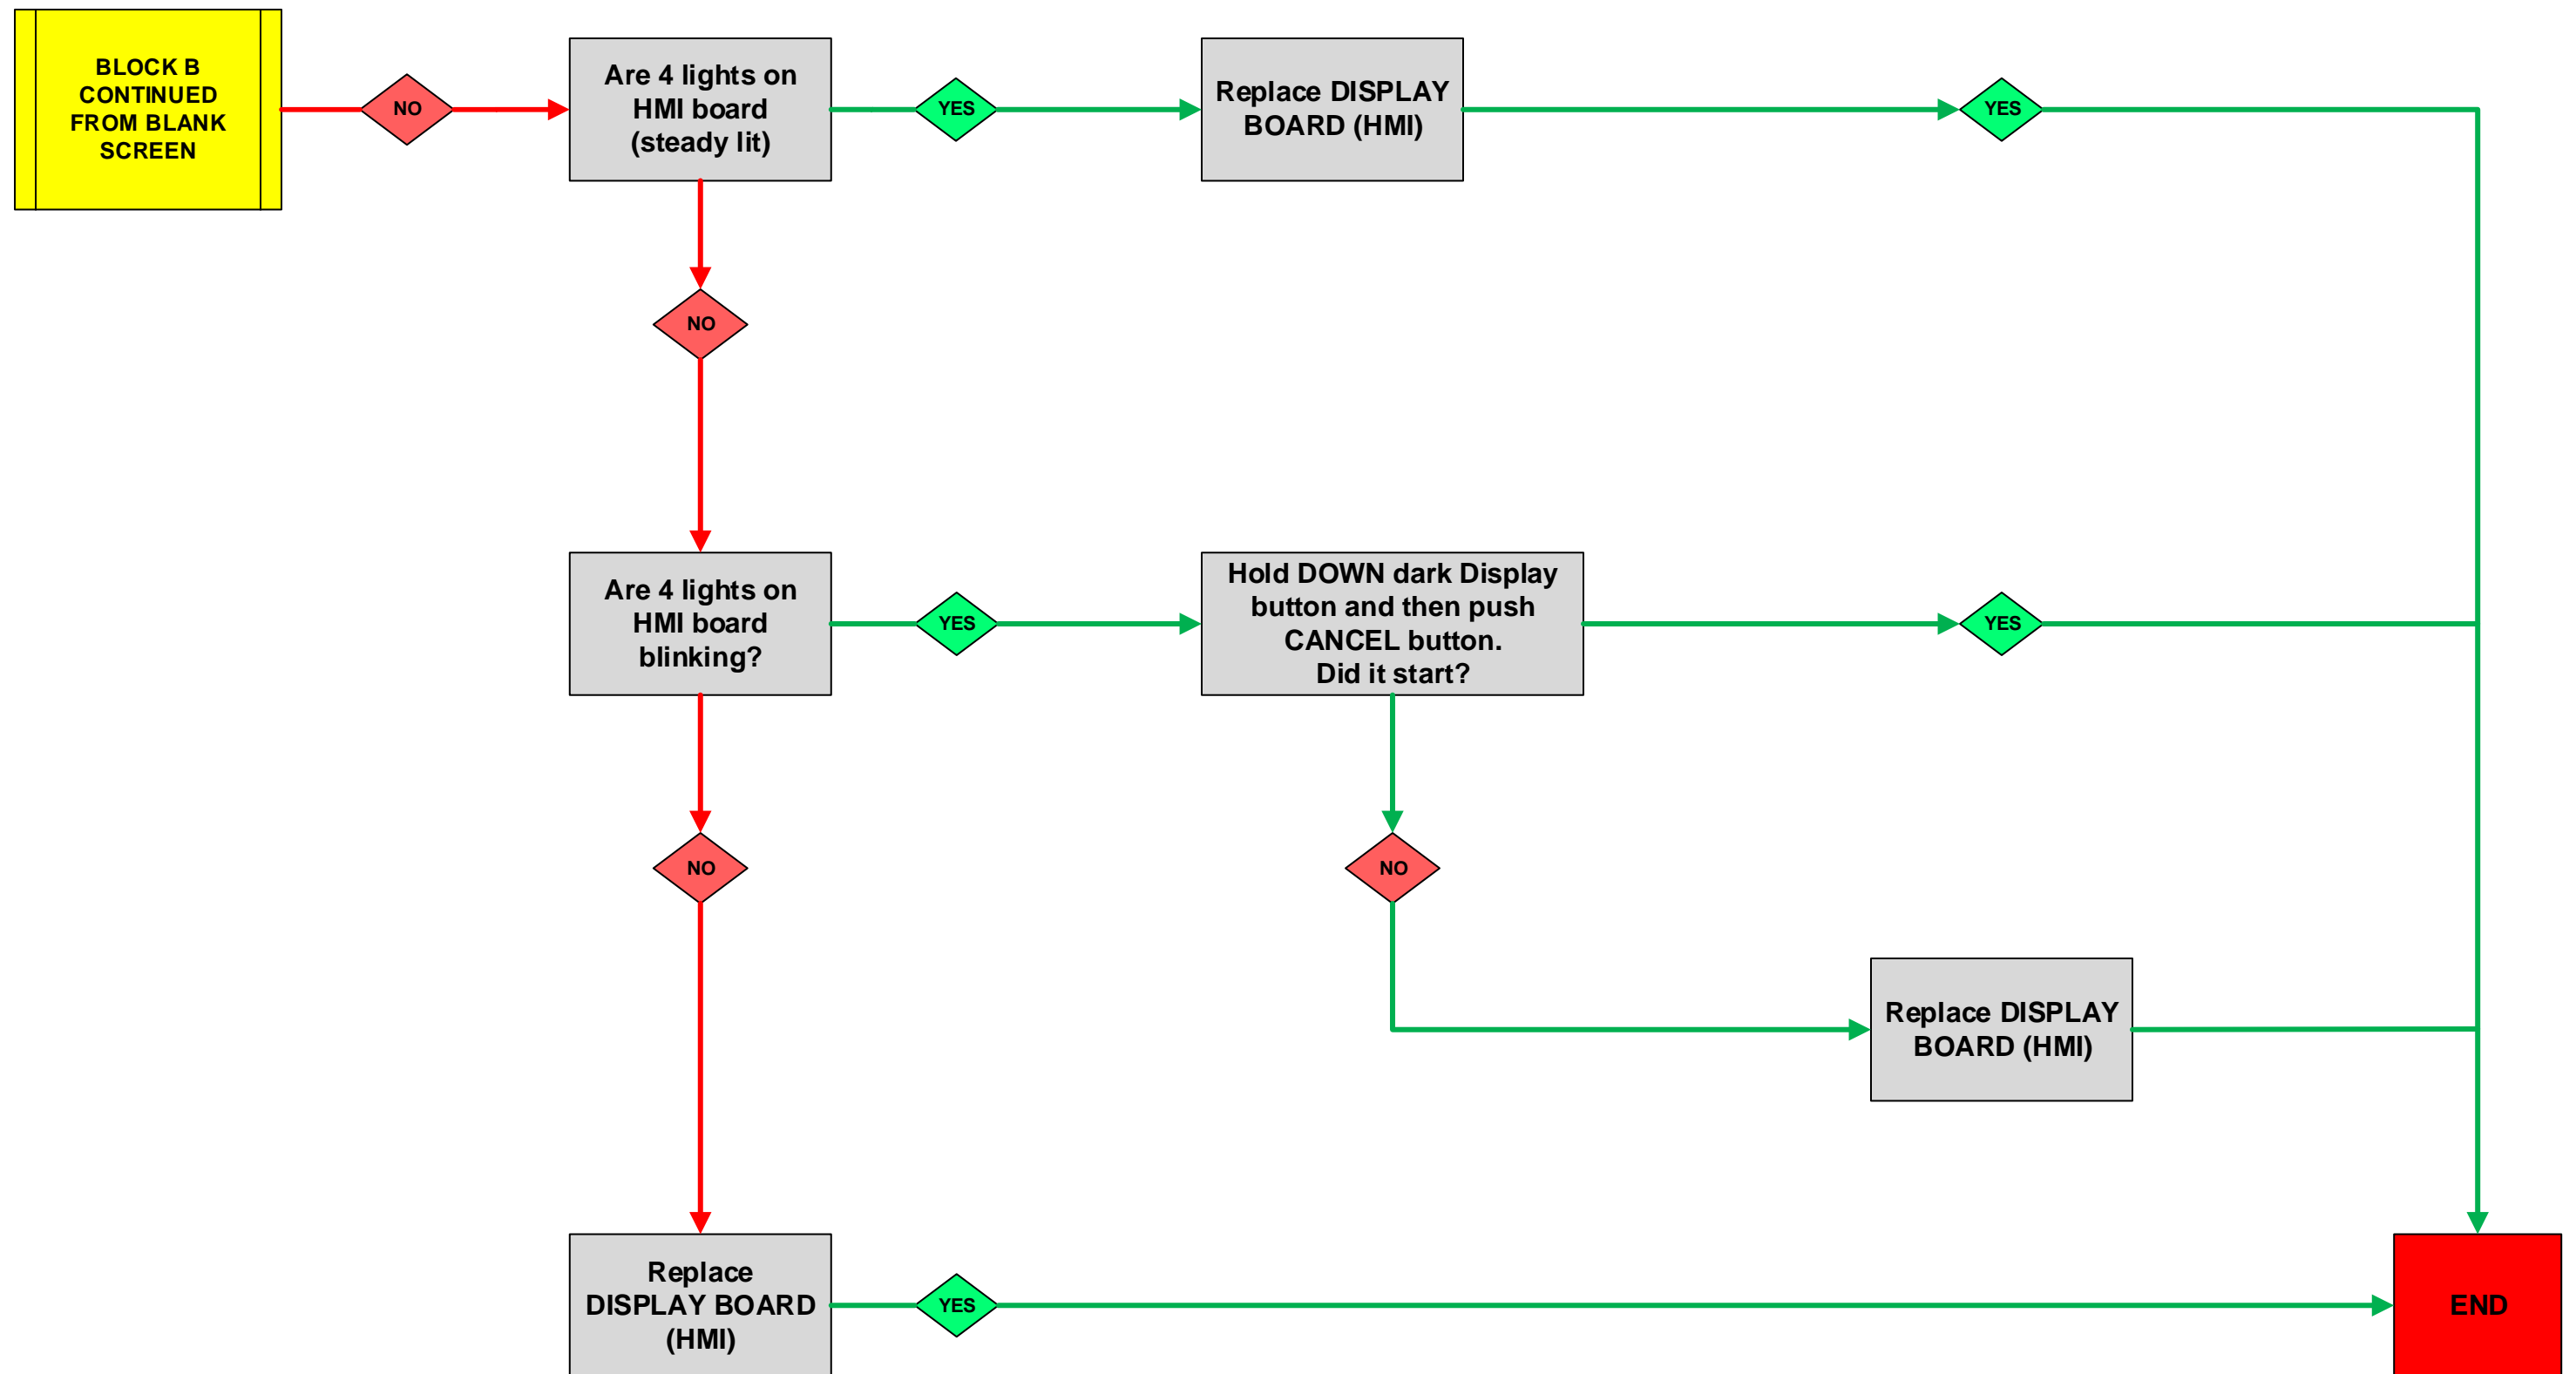 BLOCK B
CONTINUED
FROM BLANK
SCREEN
NO
Are 4 lights on
HMI board
(steady lit)
YES
Replace DISPLAY
BOARD (HMI)
YES
NO
Are 4 lights on
HMI board
blinking?
YES
Hold DOWN dark Display
button and then push
CANCEL button.
Did it start?
YES
NO
NO
Replace DISPLAY
BOARD (HMI)
Replace
DISPLAY BOARD
(HMI)
YES
END